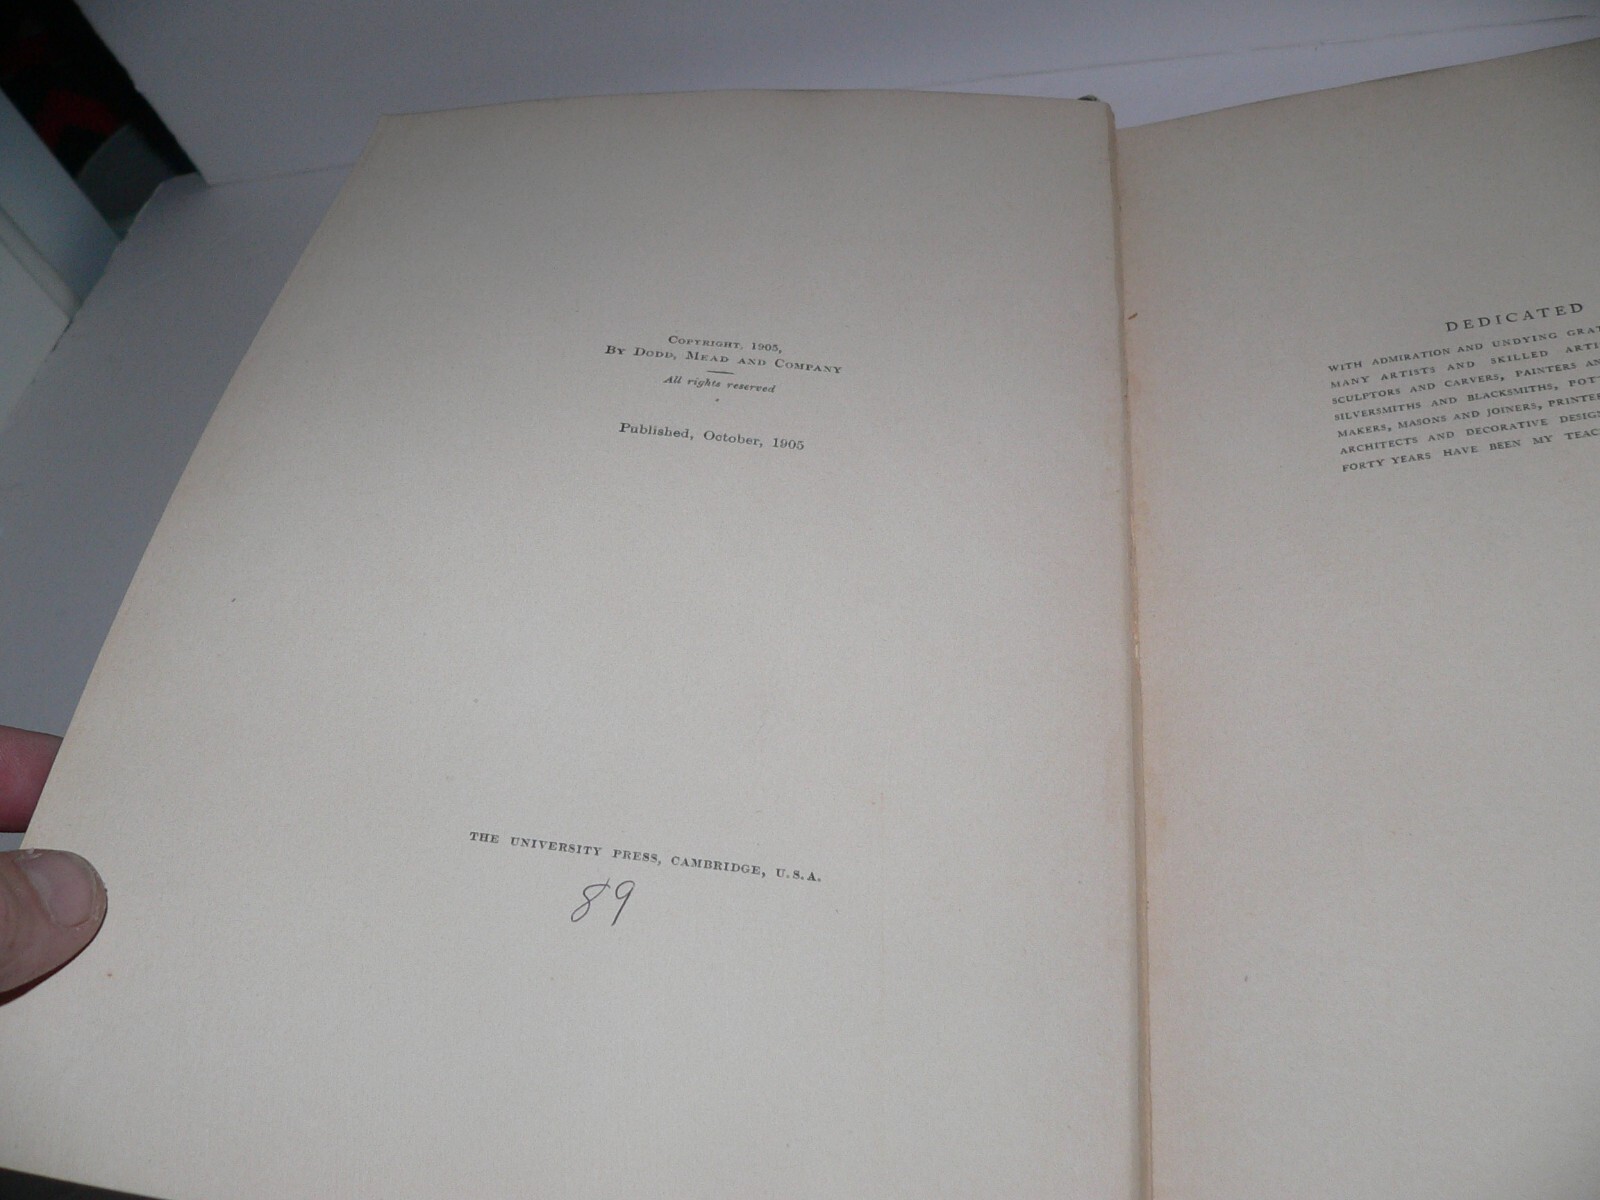 COPYRIGHT, 1905,
BY DODD, MEAD AND COMPANY
All rights reserved
Published, October, 1905
THE UNIVERSITY PRESS, CAMBRIDGE, U.S.A.
89
DEDICATED
WITH ADMIRATION AND UNDYING
MANY ARTISTS AND SKILLED
SCULPTORS AND CARVERS, PAINTERS
SILVERSMITHS AND BLACKSMITHS,
MAKERS, MASONS AND JOINERS,
ARCHITECTS AND DECORATIVE
FORTY YEARS HAVE BEEN MY